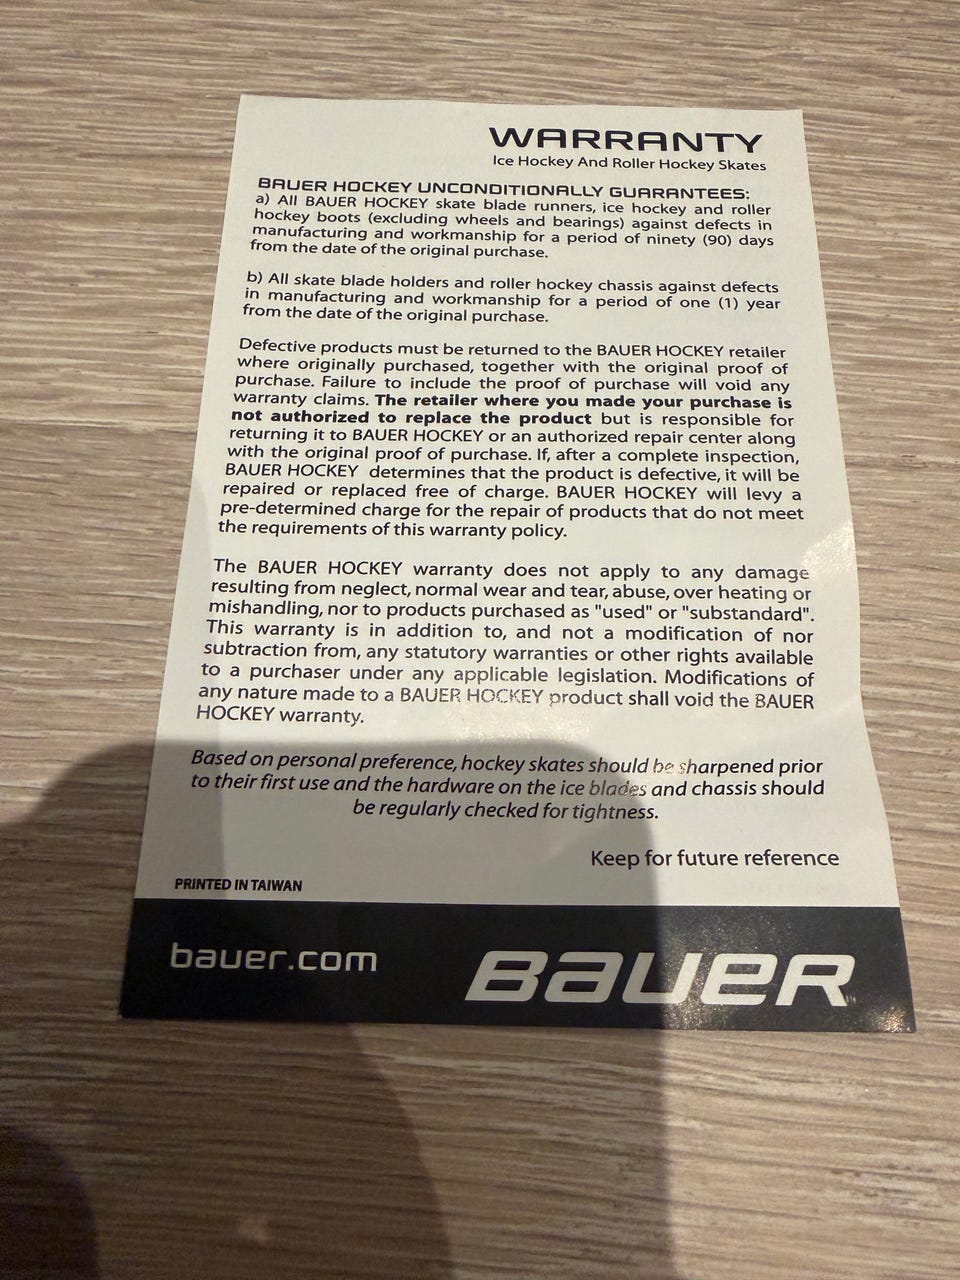 WARRANTY
Ice Hockey And Roller Hockey Skates
BAUER HOCKEY UNCONDITIONALLY GUARANTEES:
a) All BAUER HOCKEY skate blade runners, ice hockey and roller
hockey boots (excluding wheels and bearings) against defects in
manufacturing and workmanship for a period of ninety (90) days
from the date of the original purchase.
b) All skate blade holders and roller hockey chassis against defects
in manufacturing and workmanship for a period of one (1) year
from the date of the original purchase.
Defective products must be returned to the BAUER HOCKEY retailer
where originally purchased, together with the original proof of
purchase. Failure to include the proof of purchase will void any
warranty claims. The retailer where you made your purchase is
not authorized to replace the product but is responsible for
returning it to BAUER HOCKEY or an authorized repair center along
with the original proof of purchase. If, after a complete inspection,
BAUER HOCKEY determines that the product is defective, it will be
repaired or replaced free of charge. BAUER HOCKEY will levy a
pre-determined charge for the repair of products that do not meet
the requirements of this warranty policy.
The BAUER HOCKEY warranty does not apply to any damage
resulting from neglect, normal wear and tear, abuse, over heating or
mishandling, nor to products purchased as "used" or "substandard".
This warranty is in addition to, and not a modification of nor
subtraction from, any statutory warranties or other rights available
to a purchaser under any applicable legislation. Modifications of
any nature made to a BAUER HOCKEY product shall void the BAUER
HOCKEY warranty.
Based on personal preference, hockey skates should be sharpened prior
to their first use and the hardware on the ice blades and chassis should
be regularly checked for tightness.
Keep for future reference
PRINTED IN TAIWAN
bauer.com
BAUER